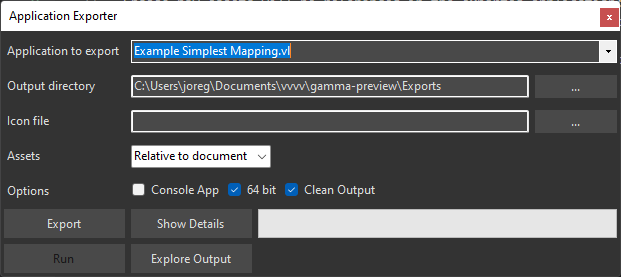 Application Exporter
Application to export Example Simplest Mapping.vl
Output directory C:\Users\joreg\Documents\vvvv\gamma-preview\Exports ...
Icon file ...
Assets Relative to document
Options Console App 64 bit Clean Output
Export Show Details
Run Explore Output